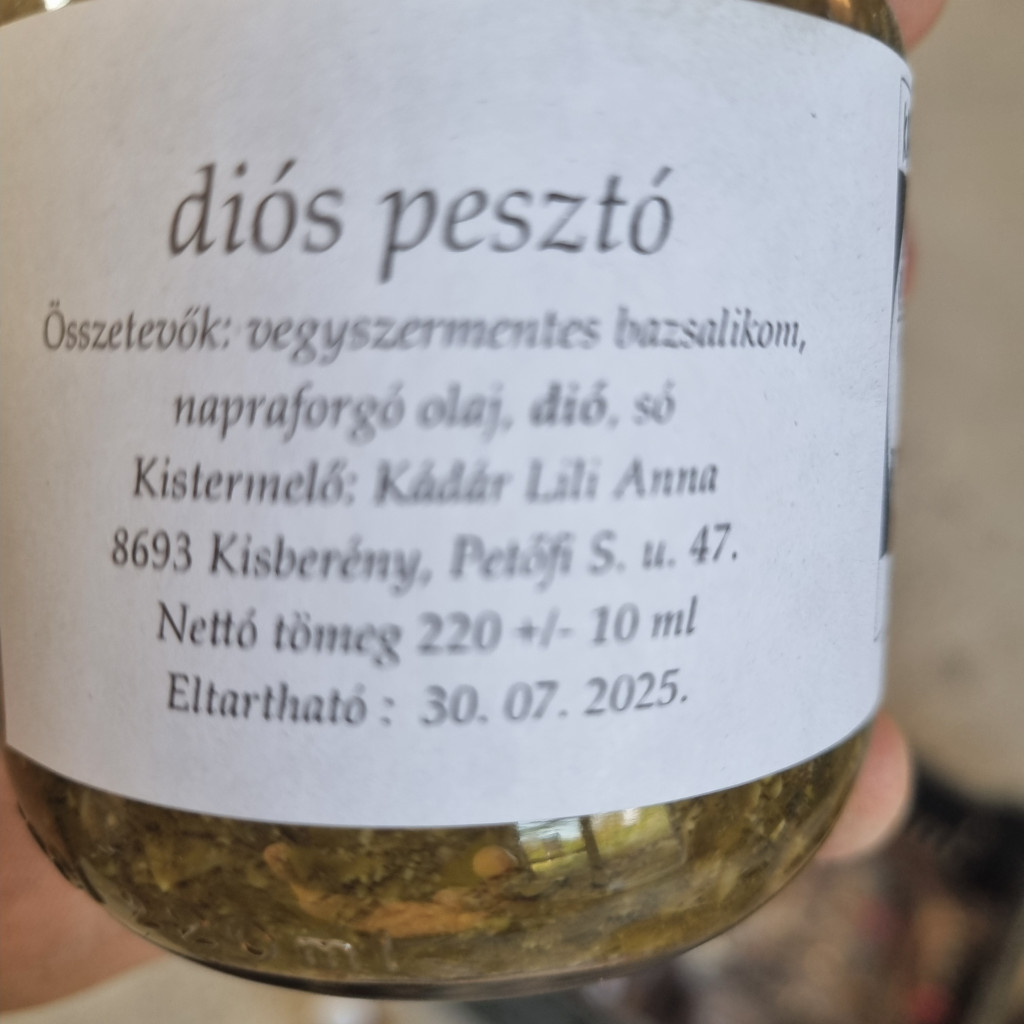 diós pesztó
Összetevők: vegyszermentes bazsalikom,
napraforgó olaj, dió, só
Kistermelő: Kádár Lili Anna
8693 Kisberény, Petőfi S. u. 47.
Nettó tömeg 220 +/- 10 ml
Eltartható : 30. 07. 2025.